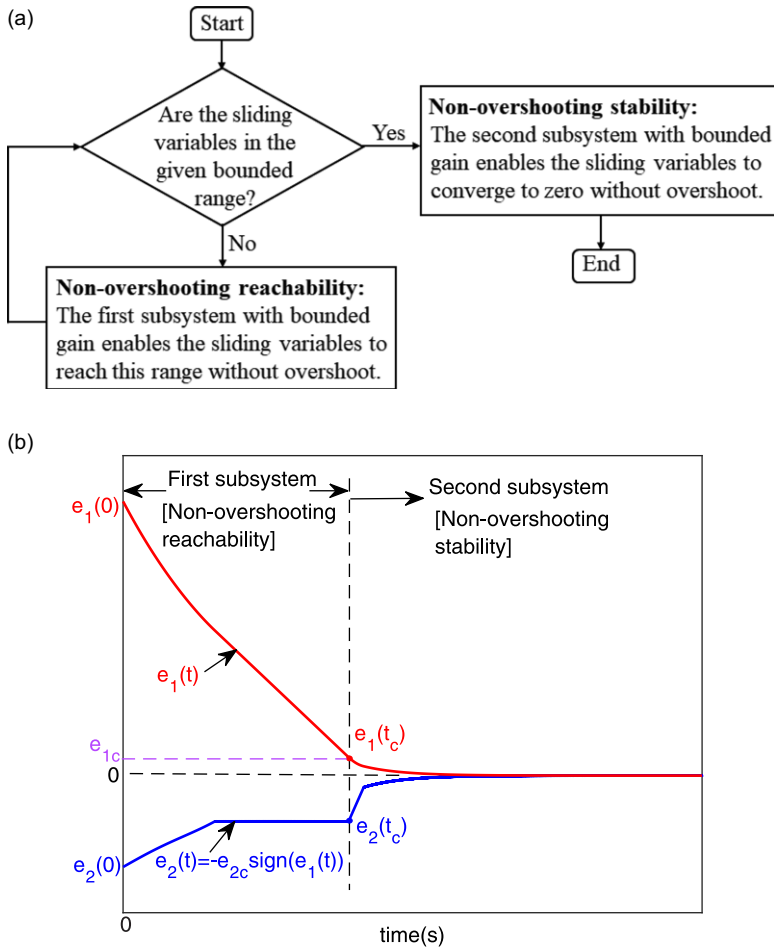 (a)
Start
Are the sliding
variables in the
given bounded
range?
Yes
No
Non-overshooting stability:
The second subsystem with bounded
gain enables the sliding variables to
converge to zero without overshoot.
End
Non-overshooting reachability:
The first subsystem with bounded
gain enables the sliding variables to
reach this range without overshoot.
(b)
First subsystem
[Non-overshooting
reachability]
Second subsystem
[Non-overshooting
stability]
e1(0)
e1(t)
e1(tc)
e1c
0
e2(tc)
e2(t)=-e2csign(e1(t))
e2(0)
0
time(s)